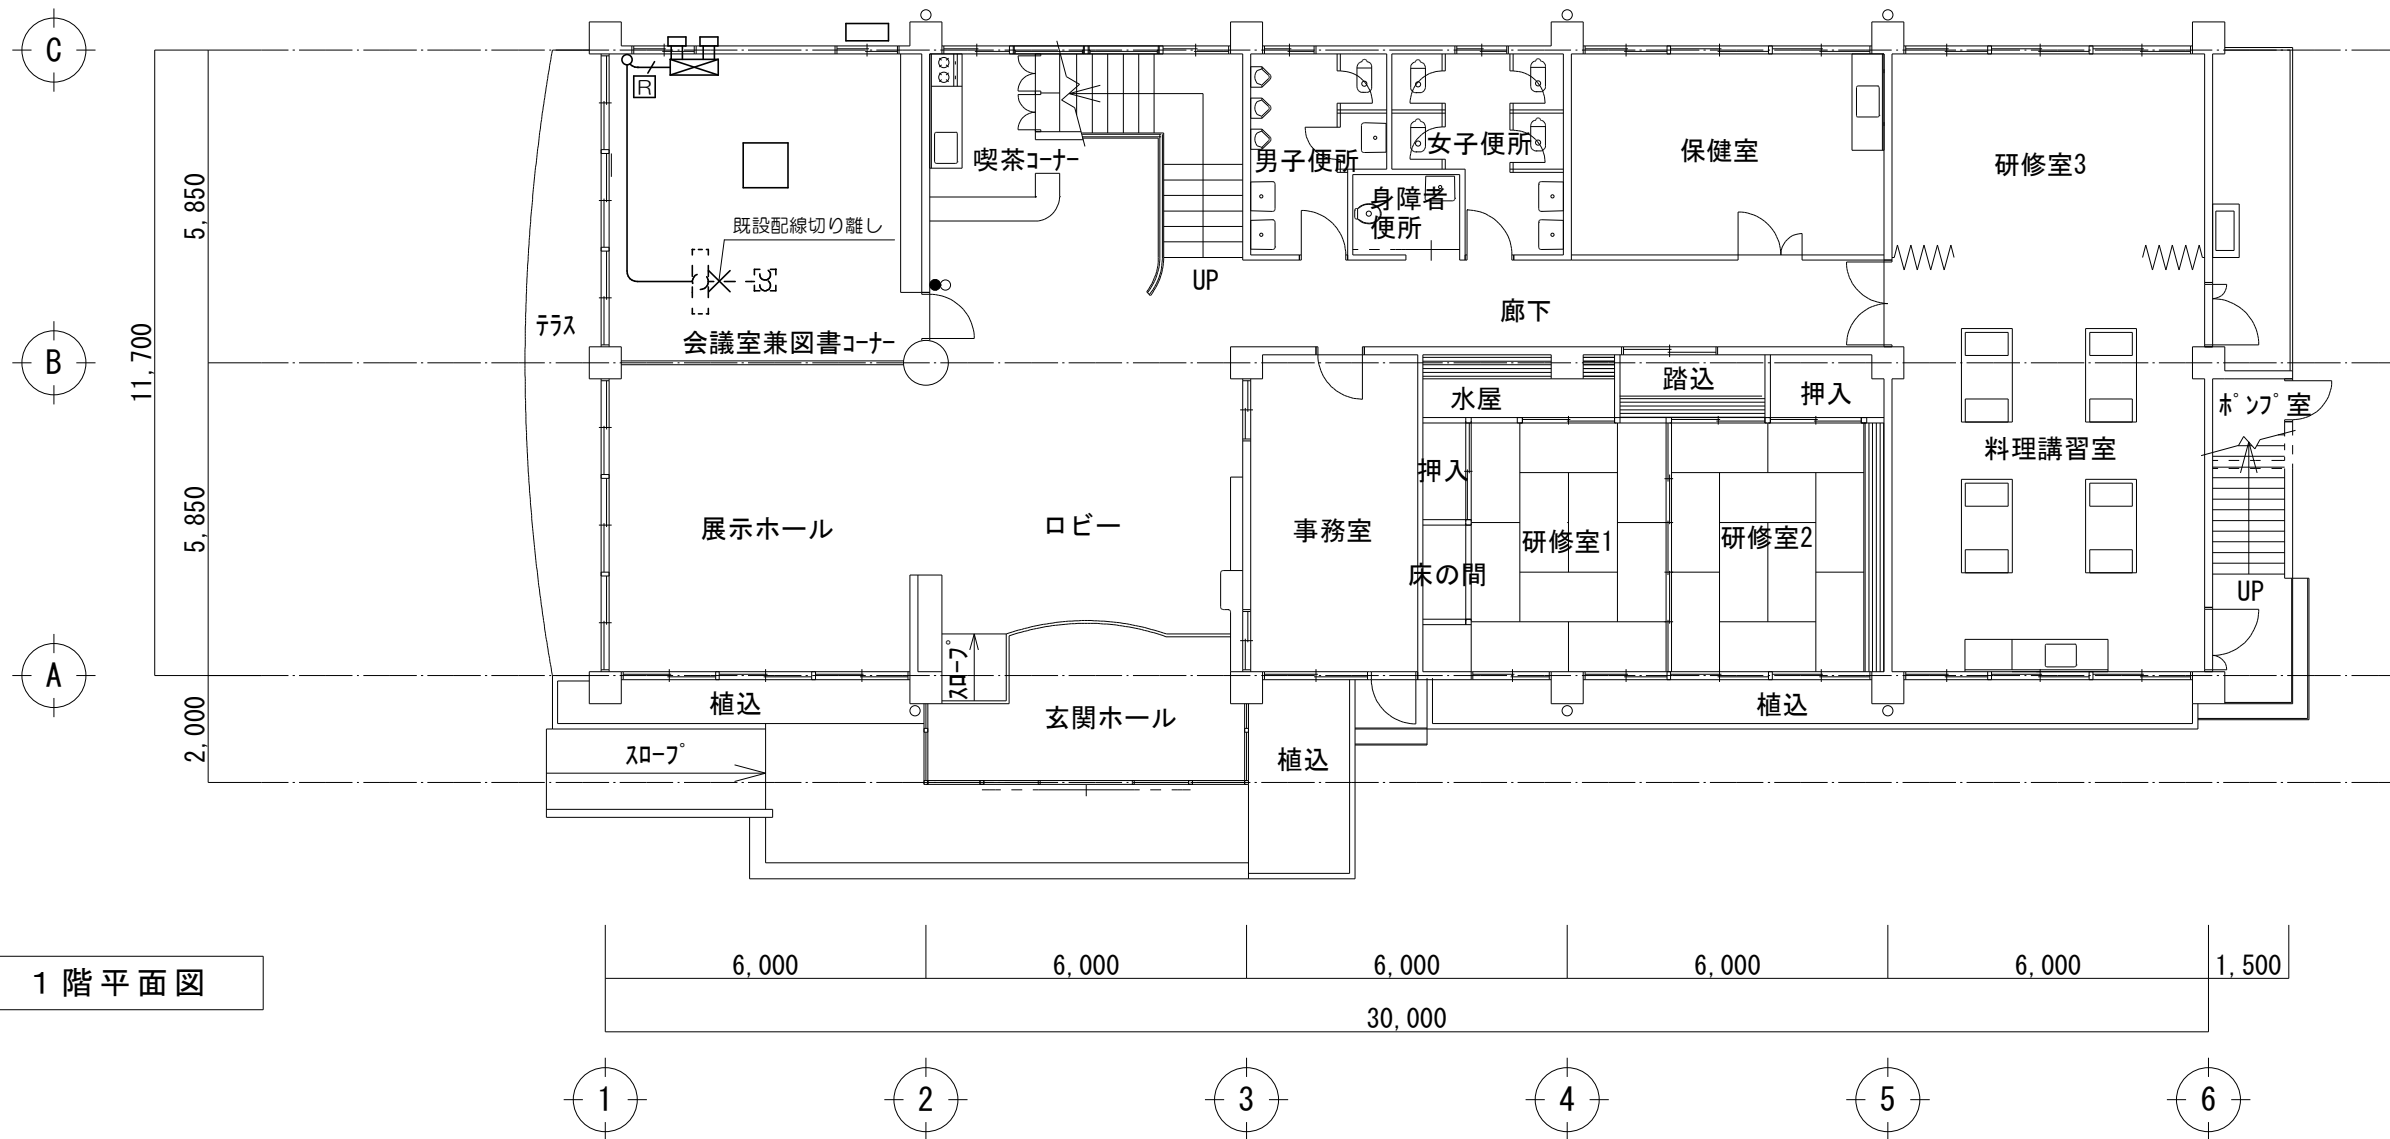 C
R
喫茶コーナー
男子便所
女子便所
保健室
研修室3
身障者
便所
5,850
既設配線切り離し
UP
廊下
テラス
会議室兼図書コーナー
B
11,700
水屋
踏込
押入
ポンプ室
料理講習室
押入
5,850
展示ホール
ロビー
事務室
研修室1
研修室2
床の間
UP
A
スロープ
植込
玄関ホール
植込
2,000
スロープ
植込
6,000
6,000
6,000
6,000
6,000
1,500
1階平面図
30,000
1
2
3
4
5
6